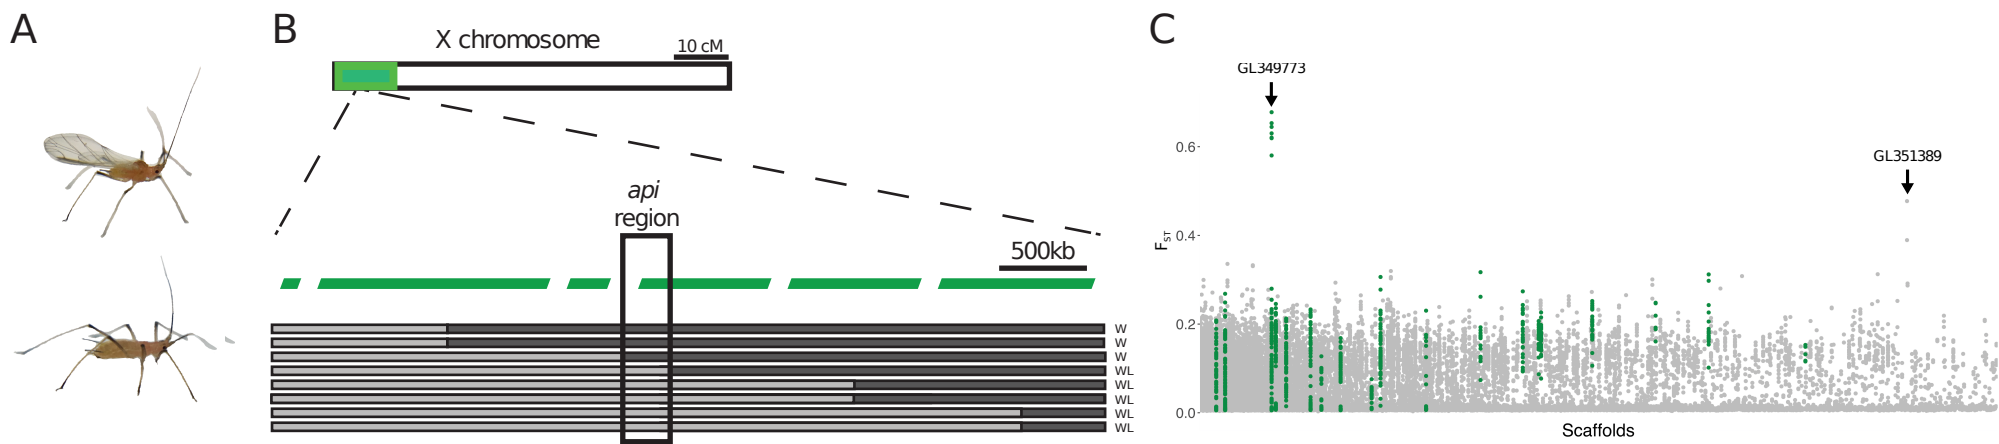 A
B
X chromosome
10 cM
api
region
500kb
W
W
W
WL
WL
WL
WL
WL
C
GL349773
GL351389
0.6
0.4
0.2
0.0
FST
Scaffolds